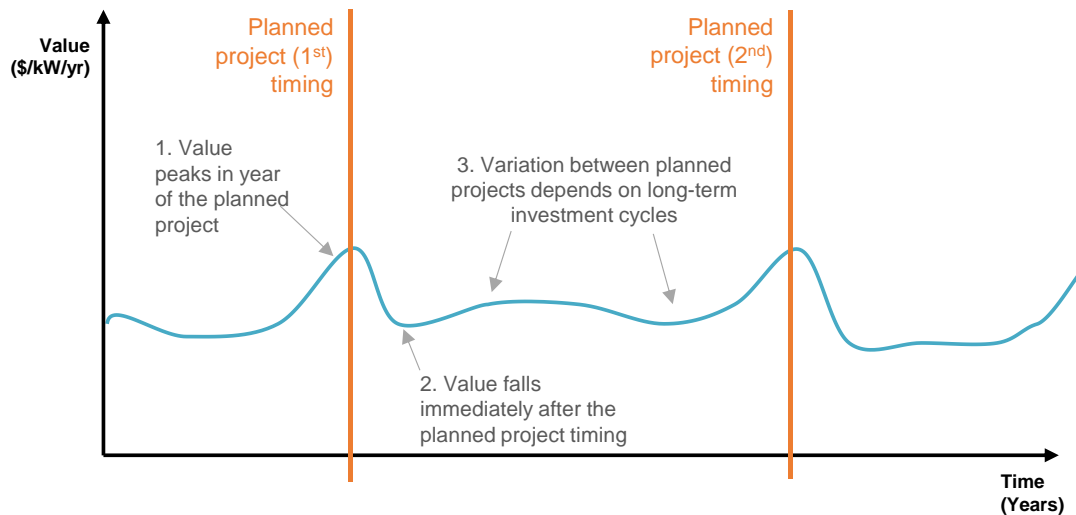 Value
($/kW/yr)
Planned
project (1st)
timing
Planned
project (2nd)
timing
1. Value
peaks in year
of the planned
project
3. Variation between planned
projects depends on long-term
investment cycles
2. Value falls
immediately after the
planned project timing
Time
(Years)